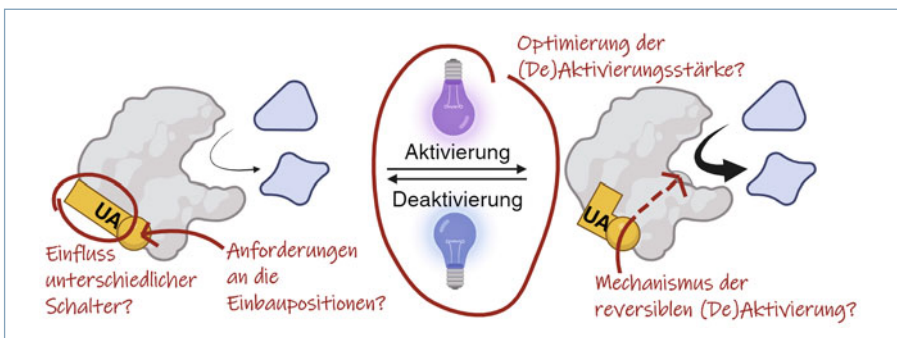 Optimierung der
(De)Aktivierungsstärke?
Aktivierung
Deaktivierung
UA
UA
Einfluss
unterschiedlicher
Schalter?
Anforderungen
an die
Einbaupositionen?
Mechanismus der
reversiblen (De)Aktivierung?